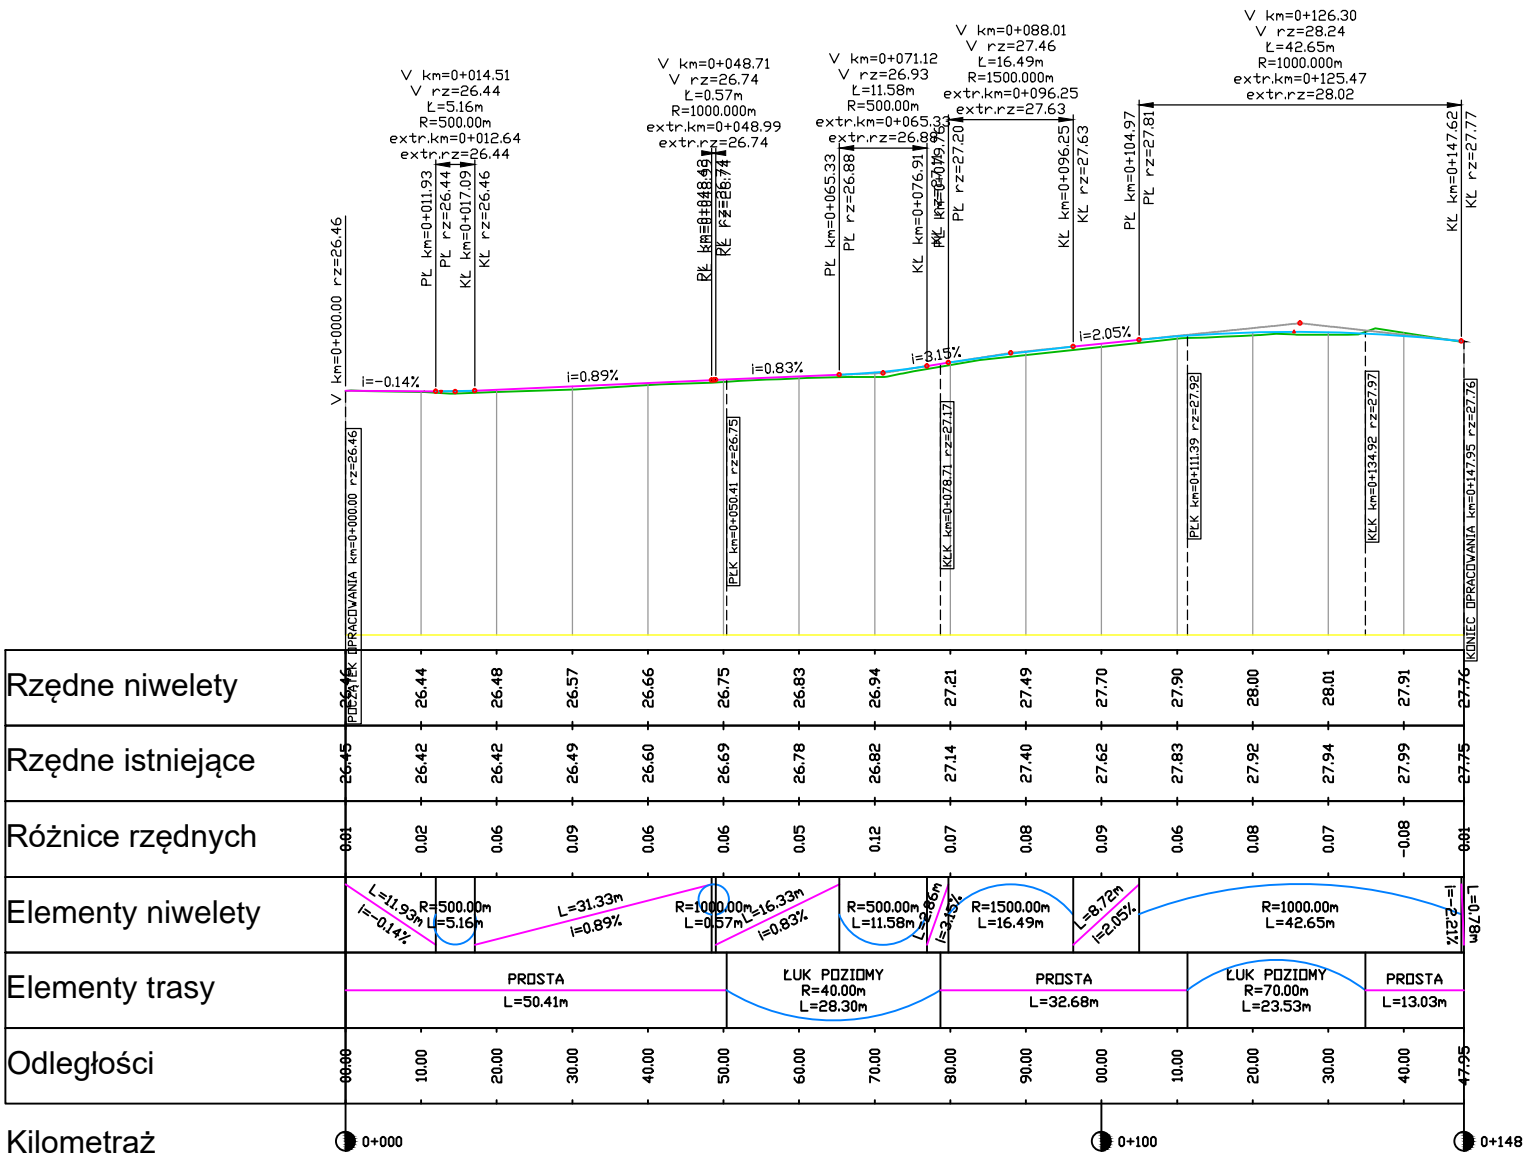 V km=0+014.51
V rz=26.44
Ł=5.16m
R=500.00m
extr.km=0+012.64
extr.rz=26.44
V km=0+048.71
V rz=26.74
Ł=0.57m
R=1000.000m
extr.km=0+048.99
extr.rz=26.74
V km=0+071.12
V rz=26.93
Ł=11.58m
R=500.00m
extr.km=0+065.33
extr.rz=26.88
V km=0+088.01
V rz=27.46
Ł=16.49m
R=1500.000m
extr.km=0+096.25
extr.rz=27.63
V km=0+126.30
V rz=28.24
Ł=42.65m
R=1000.000m
extr.km=0+125.47
extr.rz=28.02
V km=0+000.00 rz=26.46
PŁ km=0+011.93
PŁ rz=26.44
KŁ km=0+017.09
KŁ rz=26.46
PŁ km=0+065.33
PŁ rz=26.88
KŁ km=0+076.91
PŁ rz=27.20
KŁ km=0+096.25
KŁ rz=27.63
PŁ km=0+104.97
PŁ rz=27.81
KŁ km=0+147.62
KŁ rz=27.77
i=-0.14%
i=0.89%
i=0.83%
i=3.15%
i=2.05%
POCZĄTEK OPRACOWANIA km=0+000.00 rz=26.46
PŁK km=0+050.41 rz=26.75
KŁK km=0+078.71 rz=27.17
PŁK km=0+111.39 rz=27.92
KŁK km=0+134.92 rz=27.97
KONIEC OPRACOWANIA km=0+147.95 rz=27.76
Rzędne niwelety 26.46 26.44 26.48 26.57 26.66 26.75 26.83 26.94 27.21 27.49 27.70 27.90 28.00 28.01 27.91 27.76
Rzędne istniejące 26.45 26.42 26.42 26.49 26.60 26.69 26.78 26.82 27.14 27.40 27.62 27.83 27.92 27.94 27.99 27.75
Różnice rzędnych 0.01 0.02 0.06 0.09 0.06 0.06 0.05 0.12 0.07 0.08 0.09 0.06 0.08 0.07 -0.08 0.01
Elementy niwelety
L=11.93m
i=-0.14%
R=500.00m
L=5.16m
L=31.33m
i=0.89%
R=1000.00m
L=0.57m
L=16.33m
i=0.83%
R=500.00m
L=11.58m
L=2.86m
i=3.15%
R=1500.00m
L=16.49m
L=8.72m
i=2.05%
R=1000.00m
L=42.65m
i=-2.21%
L=0.78m
Elementy trasy
PROSTA
L=50.41m
ŁUK POZIOMY
R=40.00m
L=28.30m
PROSTA
L=32.68m
ŁUK POZIOMY
R=70.00m
L=23.53m
PROSTA
L=13.03m
Odległości 00.00 10.00 20.00 30.00 40.00 50.00 60.00 70.00 80.00 90.00 00.00 10.00 20.00 30.00 40.00 47.95
Kilometraż 0+000 0+100 0+148